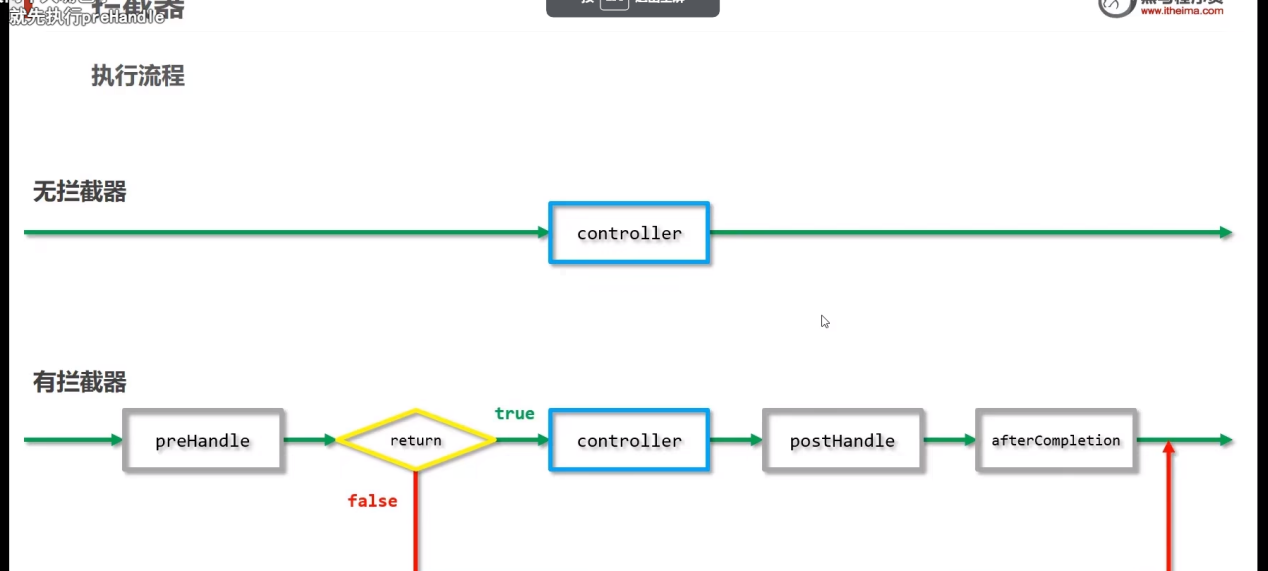 就先执行preHandle
拦截器
www.itheima.com
执行流程
无拦截器
controller
有拦截器
preHandle
return
true
controller
postHandle
afterCompletion
false